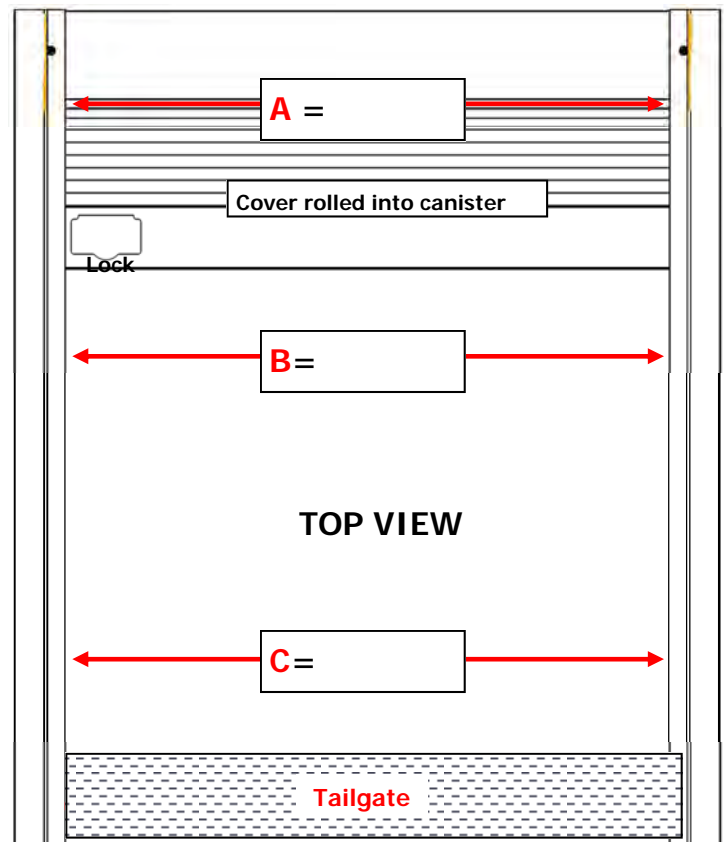 A =
Cover rolled into canister
Lock
B=
TOP VIEW
C=
Tailgate